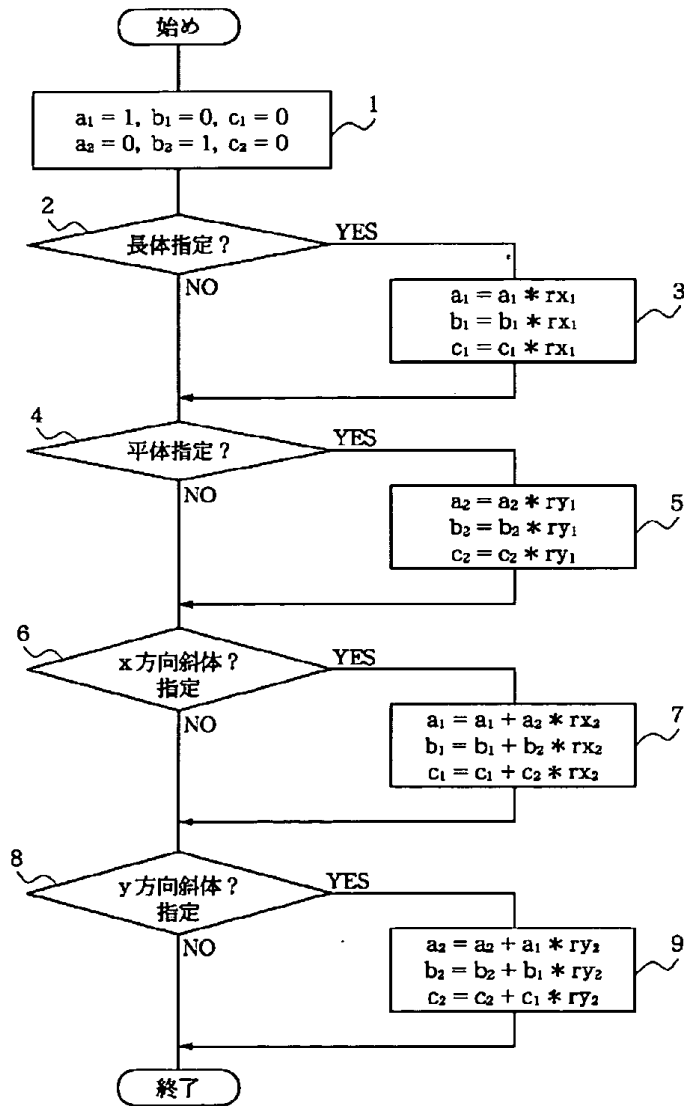 始め
1
a₁ = 1, b₁ = 0, c₁ = 0
a₂ = 0, b₂ = 1, c₂ = 0
2
長体指定？
YES
NO
3
a₁ = a₁ * rx₁
b₁ = b₁ * rx₁
c₁ = c₁ * rx₁
4
平体指定？
YES
NO
5
a₂ = a₂ * ry₁
b₂ = b₂ * ry₁
c₂ = c₂ * ry₁
6
x方向斜体？
指定
YES
NO
7
a₁ = a₁ + a₂ * rx₂
b₁ = b₁ + b₂ * rx₂
c₁ = c₁ + c₂ * rx₂
8
y方向斜体？
指定
YES
NO
9
a₂ = a₂ + a₁ * ry₂
b₂ = b₂ + b₁ * ry₂
c₂ = c₂ + c₁ * ry₂
終了